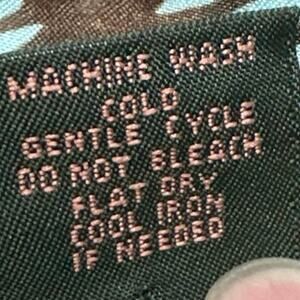 MACHINE WASH
COLD
GENTLE CYCLE
DO NOT BLEACH
FLAT DRY
COOL IRON
IF NEEDED